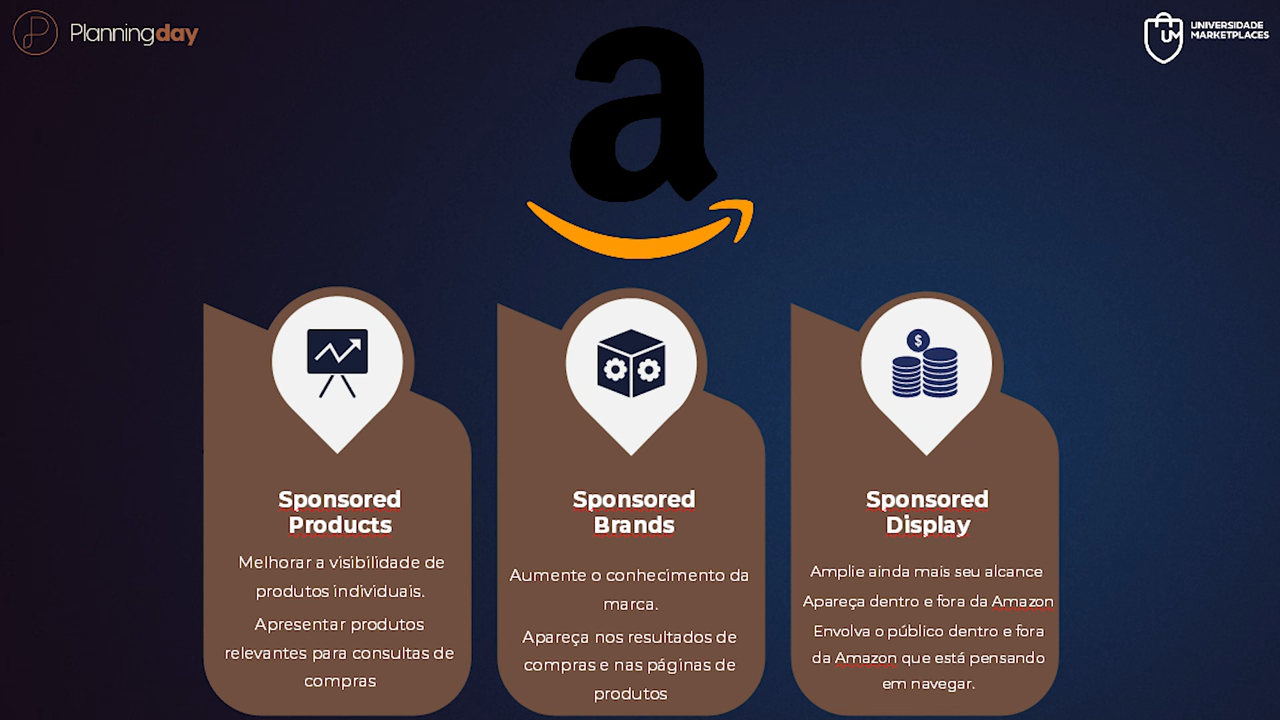 Planningday
UNIVERSIDADE
MARKETPLACES
UM
a
$
Sponsored
Products
Melhorar a visibilidade de
produtos individuais.
Apresentar produtos
relevantes para consultas de
compras
Sponsored
Brands
Aumente o conhecimento da
marca.
Apareça nos resultados de
compras e nas páginas de
produtos
Sponsored
Display
Amplie ainda mais seu alcance
Apareça dentro e fora da Amazon
Envolva o público dentro e fora
da Amazon que está pensando
em navegar.